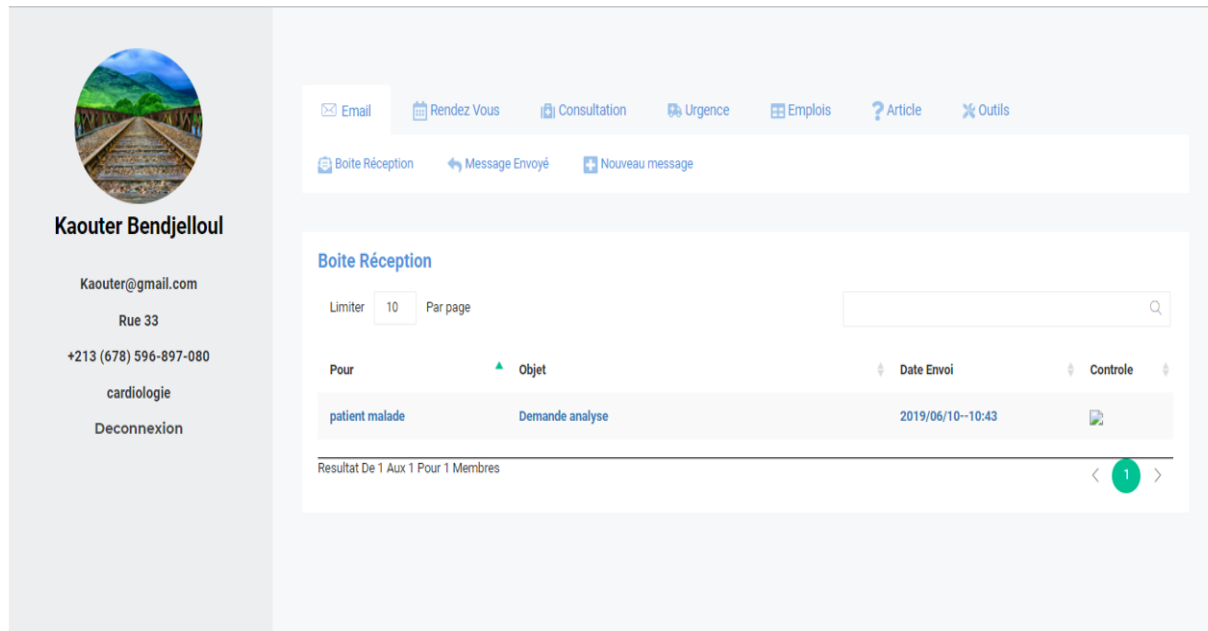 Kaouter Bendjelloul
Kaouter@gmail.com
Rue 33
+213 (678) 596-897-080
cardiologie
Deconnexion
Email Rendez Vous Consultation Urgence Emplois Article Outils
Boite Réception Message Envoyé Nouveau message
Boite Réception
Limiter 10 Par page
Pour Objet Date Envoi Controle
patient malade Demande analyse 2019/06/10--10:43
Resultat De 1 Aux 1 Pour 1 Membres
1